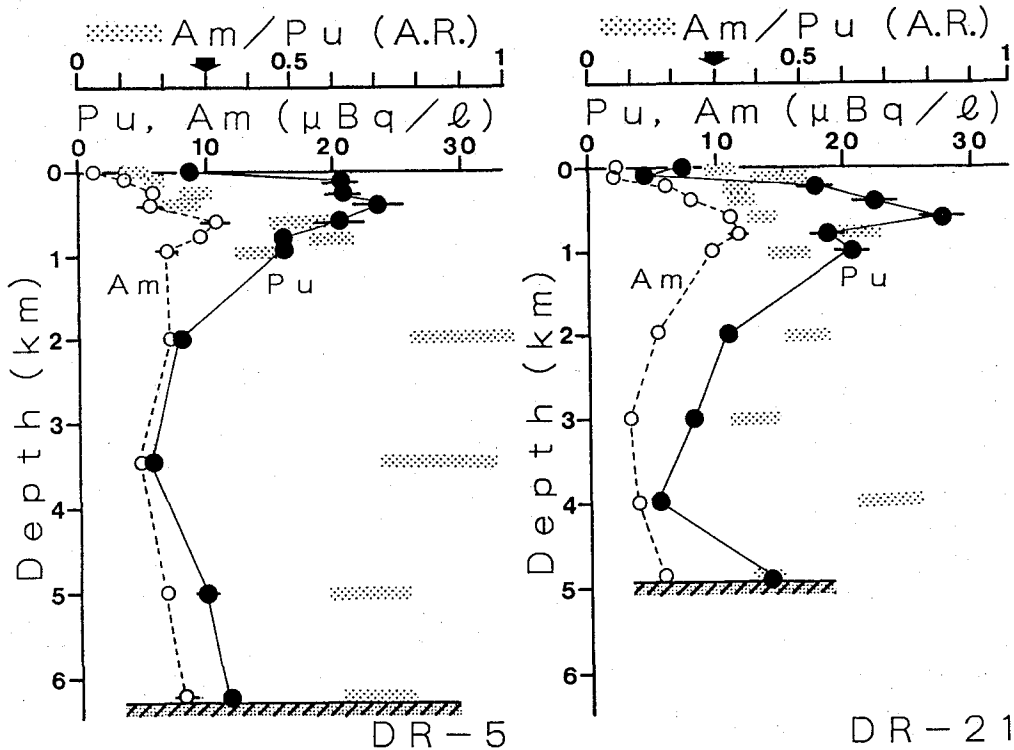 Am/Pu (A.R.)
0 0.5 1
Pu, Am (μBq/ℓ)
0 10 20 30
0
1
2
3
4
5
6
Depth (km)
Am
Pu
DR-5
Am/Pu (A.R.)
0 0.5 1
Pu, Am (μBq/ℓ)
0 10 20 30
0
1
2
3
4
5
6
Depth (km)
Am
Pu
DR-21